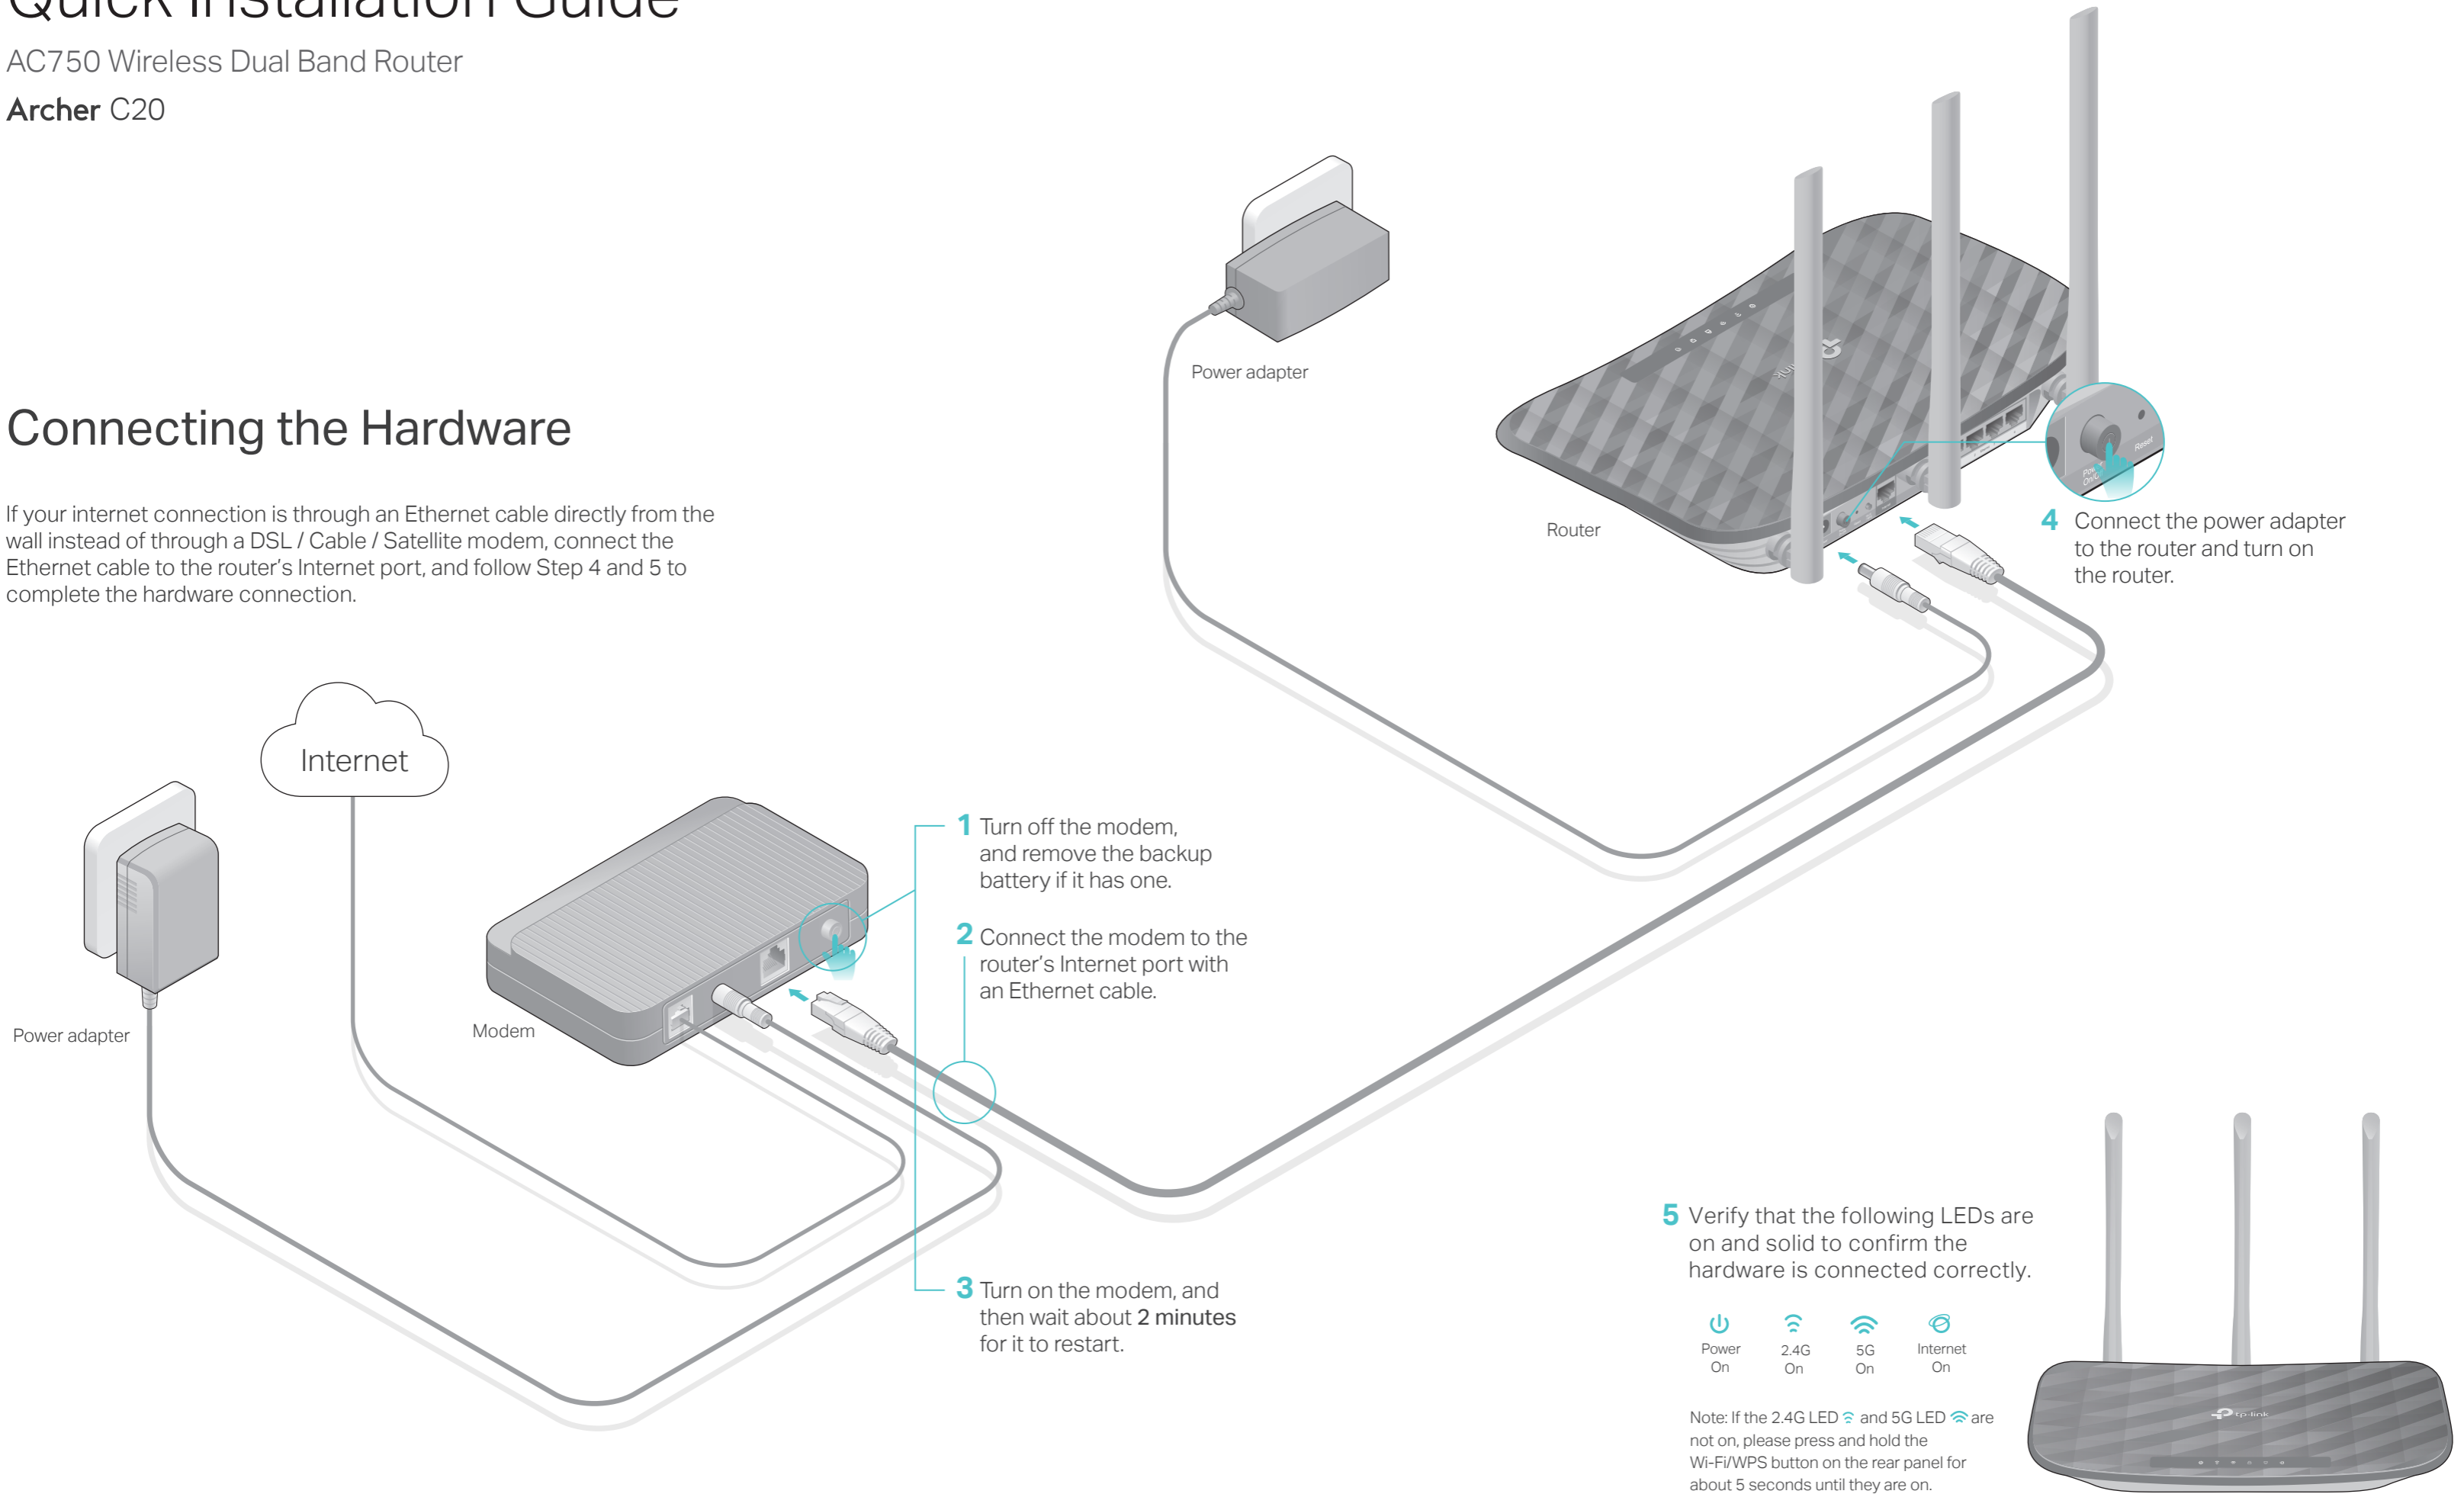 Quick Installation Guide
AC750 Wireless Dual Band Router
Archer C20
Power adapter
Connecting the Hardware
If your internet connection is through an Ethernet cable directly from the
wall instead of through a DSL / Cable / Satellite modem, connect the
Ethernet cable to the router's Internet port, and follow Step 4 and 5 to
complete the hardware connection.
Router
Reset
4 Connect the power adapter
to the router and turn on
the router.
Internet
Power adapter
Modem
1 Turn off the modem,
and remove the backup
battery if it has one.
2 Connect the modem to the
router's Internet port with
an Ethernet cable.
3 Turn on the modem, and
then wait about 2 minutes
for it to restart.
5 Verify that the following LEDs are
on and solid to confirm the
hardware is connected correctly.
Power 2.4G 5G Internet
On On On On
Note: If the 2.4G LED and 5G LED are
not on, please press and hold the
Wi-Fi/WPS button on the rear panel for
about 5 seconds until they are on.
tp-link